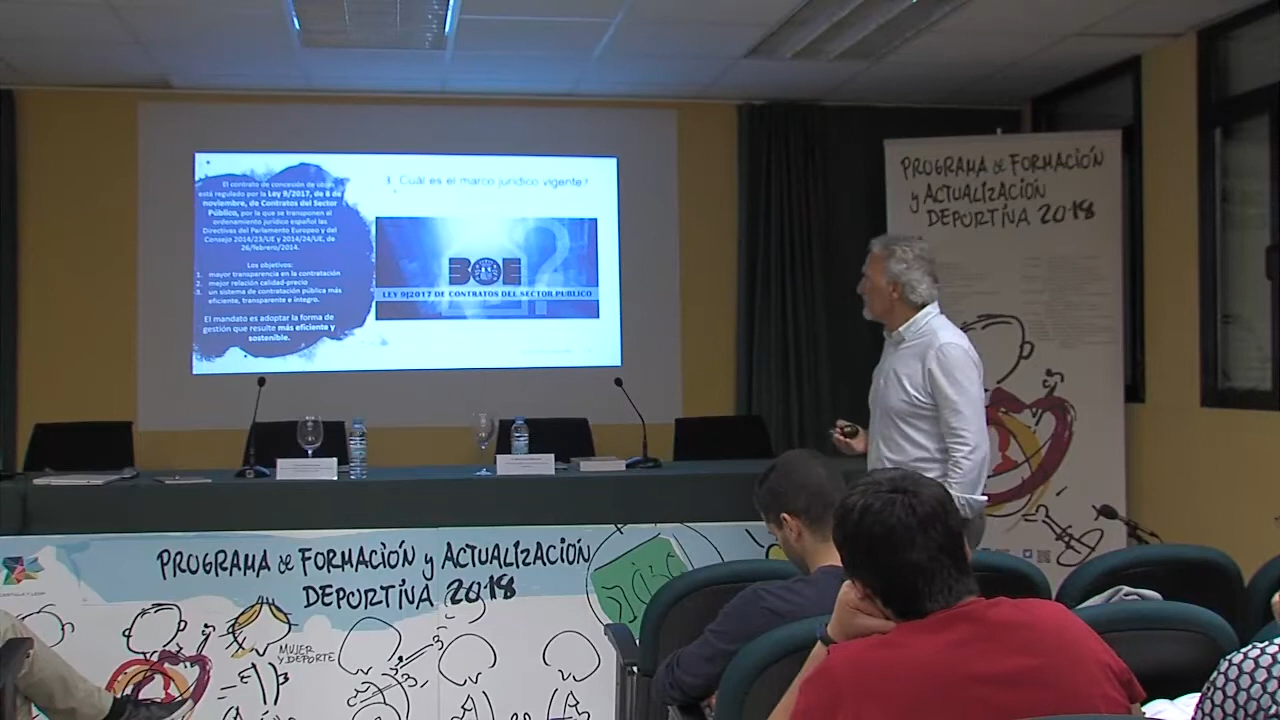 El contrato de concesión de obras
está regulado por la Ley 9/2017, de 8 de
noviembre, de Contratos del Sector
Público, por la que se transponen al
ordenamiento jurídico español las
Directivas del Parlamento Europeo y del
Consejo 2014/23/UE y 2014/24/UE, de
26/febrero/2014.
Los objetivos:
1. mayor transparencia en la contratación
2. mejor relación calidad-precio
3. un sistema de contratación pública más
eficiente, transparente e íntegro.
El mandato es adoptar la forma de
gestión que resulte más eficiente y
sostenible.
Cuál es el marco jurídico vigente?
BOE
LEY 9|2017 DE CONTRATOS DEL SECTOR PUBLICO
PROGRAMA de FORMACIÓN
y ACTUALIZACIÓN
DEPORTIVA 2018
PROGRAMA de FORMACIÓN y ACTUALIZACIÓN
DEPORTIVA 2018
MUJER
Y DEPORTE